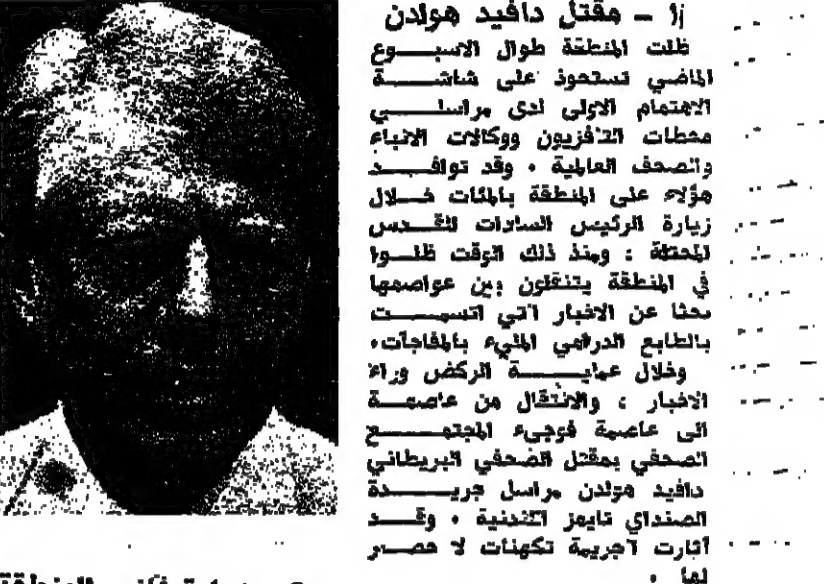 ١ - مقتل دافيد هولدن
ظلت المنطقة طوال الاسبوع
الماضي تستحوذ على شاشة
الاهتمام الاولى لدى مراسلي
محطات التلفزيون ووكالات الانباء
والصحف العالمية . وقد توافد
هؤلاء على المنطقة بالمئات خلال
زيارة الرئيس السادات للقدس
المحتلة ، ومنذ ذلك الوقت ظلوا
في المنطقة يتنقلون بين عواصمها
بحثا عن الاخبار التي اتسمت
بالطابع الدرامي المليء بالمفاجآت.
وخلال عملية الركض وراء
الاخبار ، والانتقال من عاصمة
الى عاصمة فوجىء المجتمع
الصحفي بمقتل الصحفي البريطاني
دافيد هولدن مراسل جريدة
الصنداي تايمز اللندنية . وقد
أثارت الجريمة تكهنات لا حصر
لها .
المنطقة